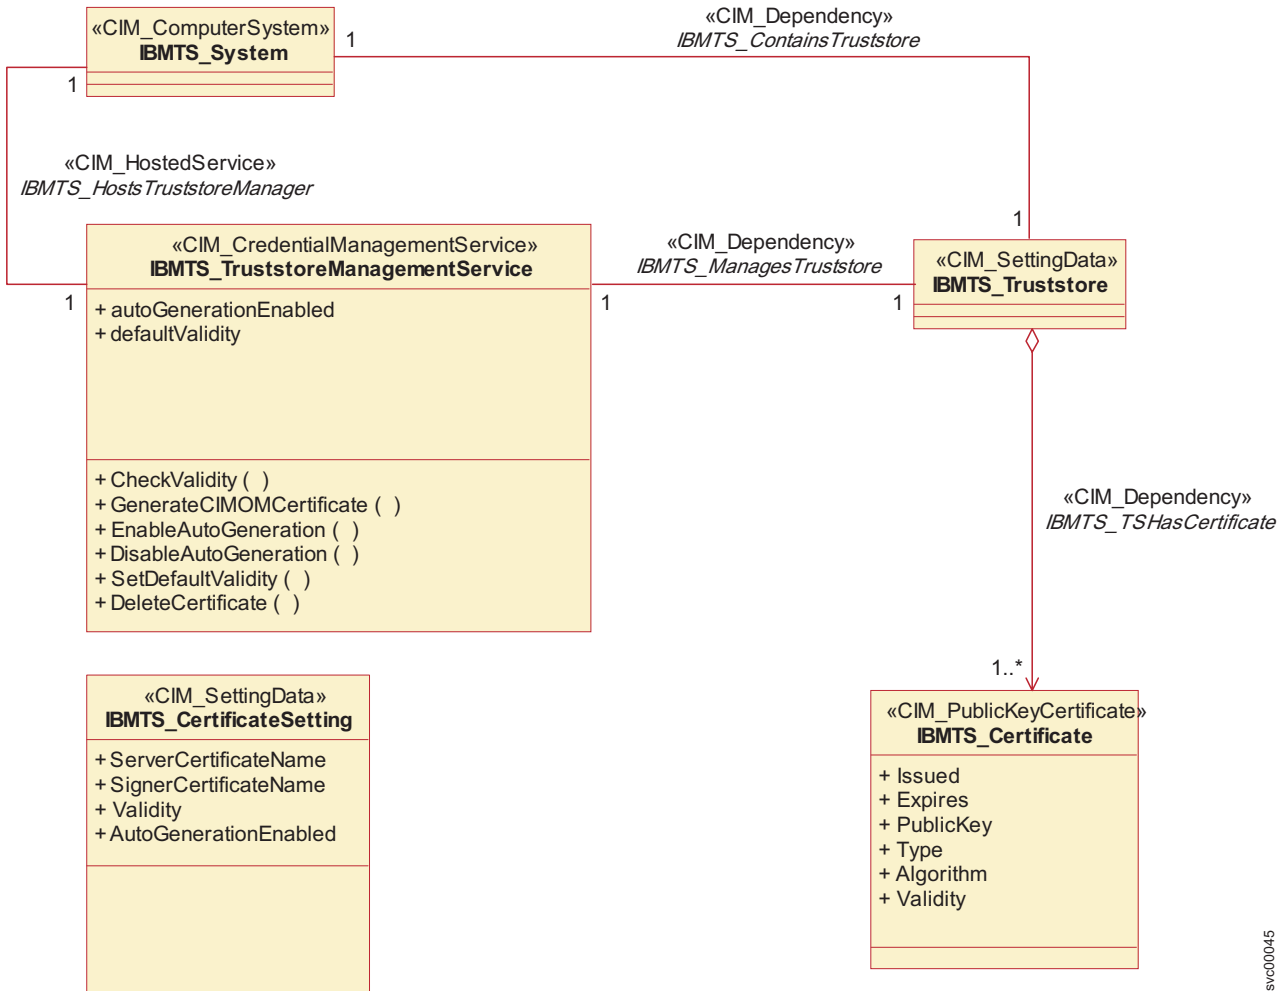 «CIM_ComputerSystem»
IBMTS_System
1
1
«CIM_Dependency»
IBMTS_ContainsTruststore
«CIM_HostedService»
IBMTS_HostsTruststoreManager
1
«CIM_CredentialManagementService»
IBMTS_TruststoreManagementService
+ autoGenerationEnabled
+ defaultValidity
+ CheckValidity ( )
+ GenerateCIMOMCertificate ( )
+ EnableAutoGeneration ( )
+ DisableAutoGeneration ( )
+ SetDefaultValidity ( )
+ DeleteCertificate ( )
1
«CIM_Dependency»
IBMTS_ManagesTruststore
1
1
«CIM_SettingData»
IBMTS_Truststore
«CIM_Dependency»
IBMTS_TSHasCertificate
1..*
«CIM_SettingData»
IBMTS_CertificateSetting
+ ServerCertificateName
+ SignerCertificateName
+ Validity
+ AutoGenerationEnabled
«CIM_PublicKeyCertificate»
IBMTS_Certificate
+ Issued
+ Expires
+ PublicKey
+ Type
+ Algorithm
+ Validity
svc00045